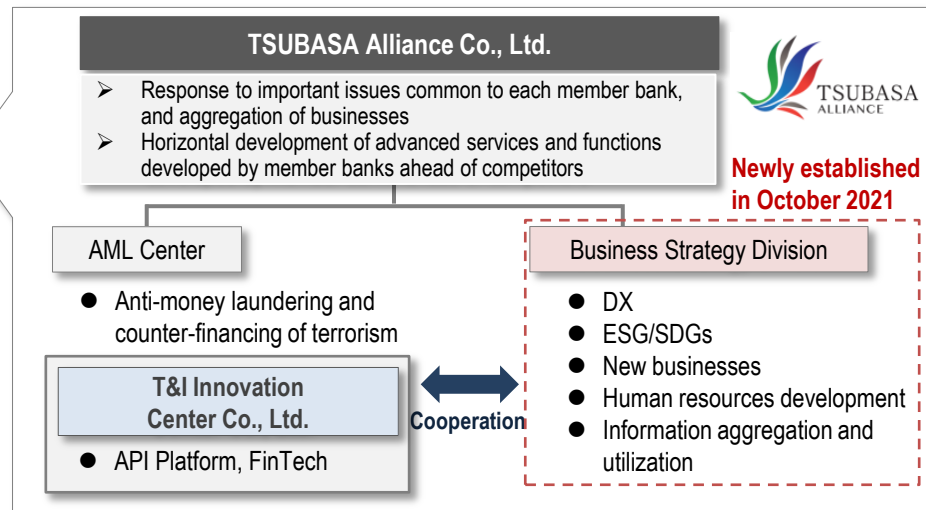 TSUBASA Alliance Co., Ltd.
➢ Response to important issues common to each member bank,
and aggregation of businesses
➢ Horizontal development of advanced services and functions
developed by member banks ahead of competitors
TSUBASA
ALLIANCE
Newly established
in October 2021
AML Center
● Anti-money laundering and
counter-financing of terrorism
T&I Innovation
Center Co., Ltd.
● API Platform, FinTech
Cooperation
Business Strategy Division
● DX
● ESG/SDGs
● New businesses
● Human resources development
● Information aggregation and
utilization